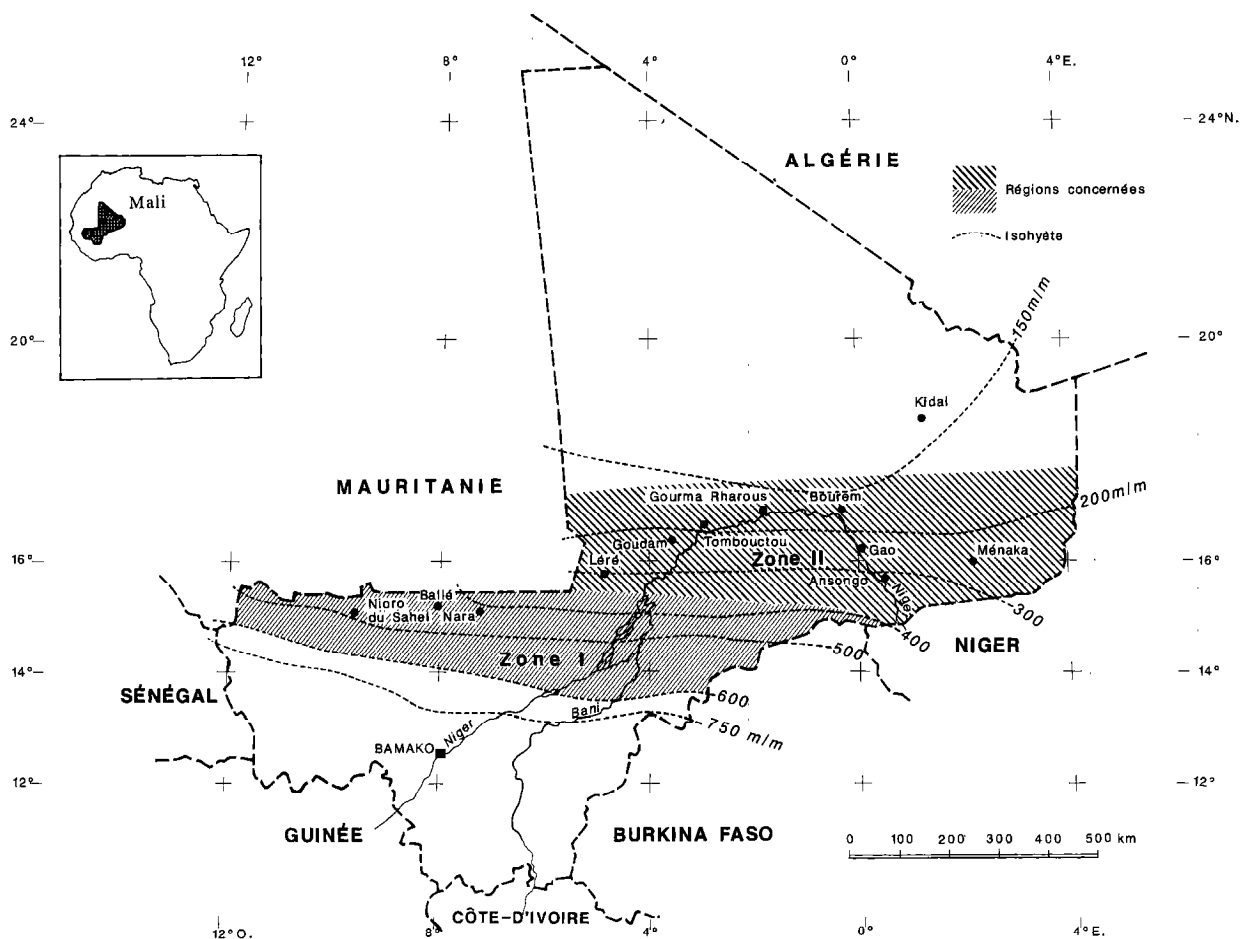 12°
8°
4°
0°
4°E.
24°
24°N.
ALGÉRIE
Mali
Régions concernées
Isohyète
150m/m
20°
20°
Kidal
MAURITANIE
Gourma Rharous
Bourem
200m/m
Goudam
Tombouctou
16°
Léré
Zone II
Gao
Ménaka
16°
Ansongo
Niger
Ballé
Nioro
du Sahel
Nara
300
400
NIGER
500
Zone I
14°
14°
SÉNÉGAL
600
Bani
750 m/m
Niger
BAMAKO
12°
12°
GUINÉE
BURKINA FASO
0 100 200 300 400 500 km
CÔTE-D'IVOIRE
12°O.
8°
4°
0°
4°E.